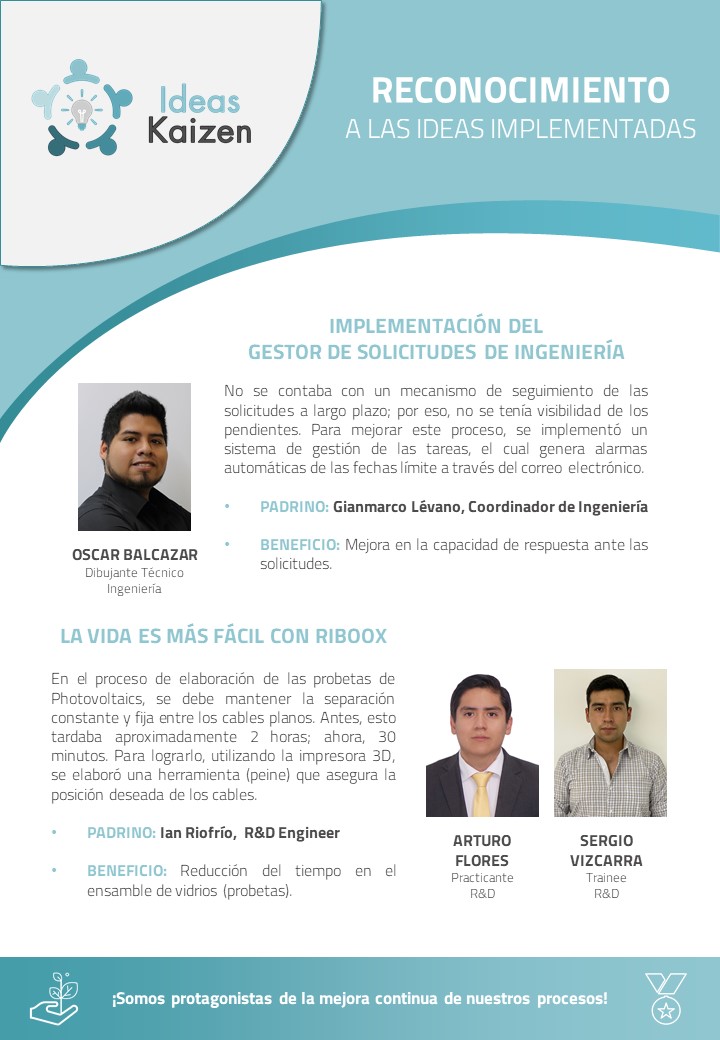 Ideas
Kaizen
RECONOCIMIENTO
A LAS IDEAS IMPLEMENTADAS
IMPLEMENTACIÓN DEL
GESTOR DE SOLICITUDES DE INGENIERÍA
No se contaba con un mecanismo de seguimiento de las
solicitudes a largo plazo; por eso, no se tenía visibilidad de los
pendientes. Para mejorar este proceso, se implementó un
sistema de gestión de las tareas, el cual genera alarmas
automáticas de las fechas límite a través del correo electrónico.
• PADRINO: Gianmarco Lévano, Coordinador de Ingeniería
• BENEFICIO: Mejora en la capacidad de respuesta ante las
solicitudes.
OSCAR BALCAZAR
Dibujante Técnico
Ingeniería
LA VIDA ES MÁS FÁCIL CON RIBOOX
En el proceso de elaboración de las probetas de
Photovoltaics, se debe mantener la separación
constante y fija entre los cables planos. Antes, esto
tardaba aproximadamente 2 horas; ahora, 30
minutos. Para lograrlo, utilizando la impresora 3D,
se elaboró una herramienta (peine) que asegura la
posición deseada de los cables.
• PADRINO: Ian Riofrío, R&D Engineer
• BENEFICIO: Reducción del tiempo en el
ensamble de vidrios (probetas).
ARTURO
FLORES
Practicante
R&D
SERGIO
VIZCARRA
Trainee
R&D
¡Somos protagonistas de la mejora continua de nuestros procesos!